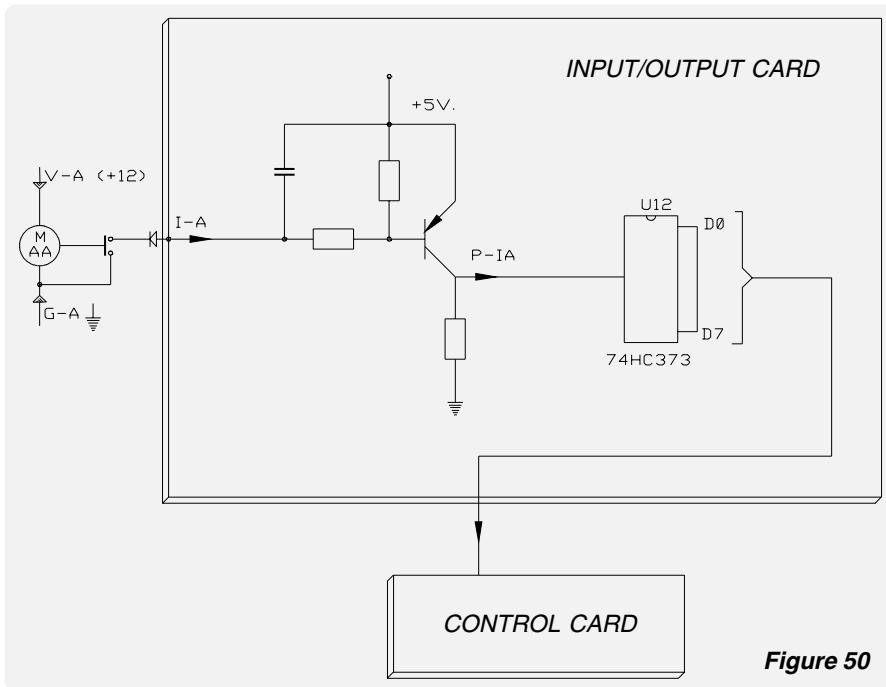 INPUT/OUTPUT CARD
+5V.
V-A (+12)
M
AA
I-A
G-A
P-IA
U12
D0
D7
74HC373
CONTROL CARD
Figure 50